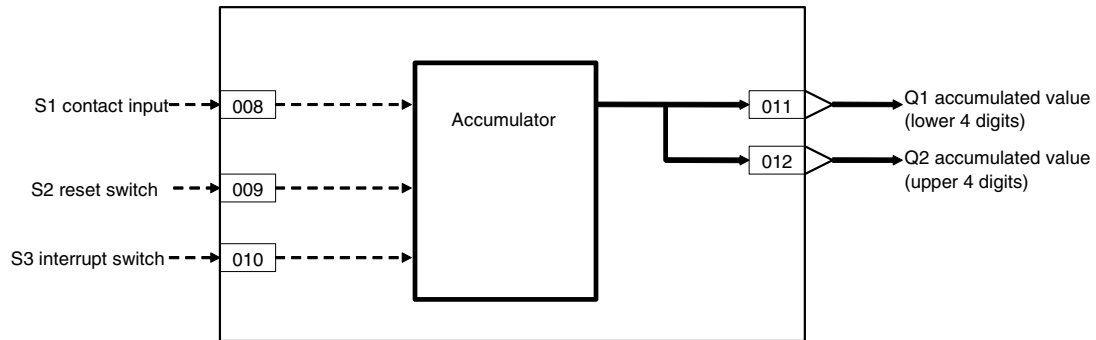 S1 contact input
008
Accumulator
011
Q1 accumulated value
(lower 4 digits)
012
Q2 accumulated value
(upper 4 digits)
S2 reset switch
009
S3 interrupt switch
010